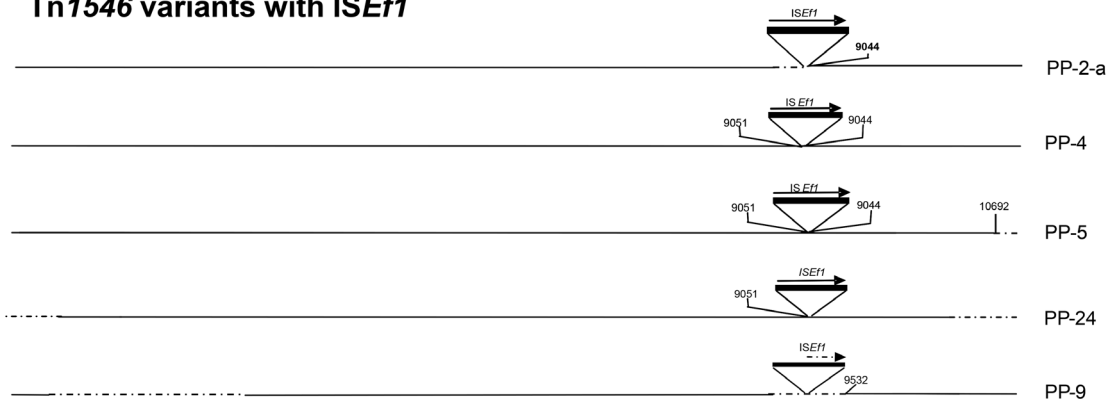 Tn1546 variants with ISEf1
ISEf1
9044
PP-2-a
IS Ef1
9051
9044
PP-4
IS Ef1
9051
9044
10692
PP-5
ISEf1
9051
PP-24
ISEf1
9532
PP-9